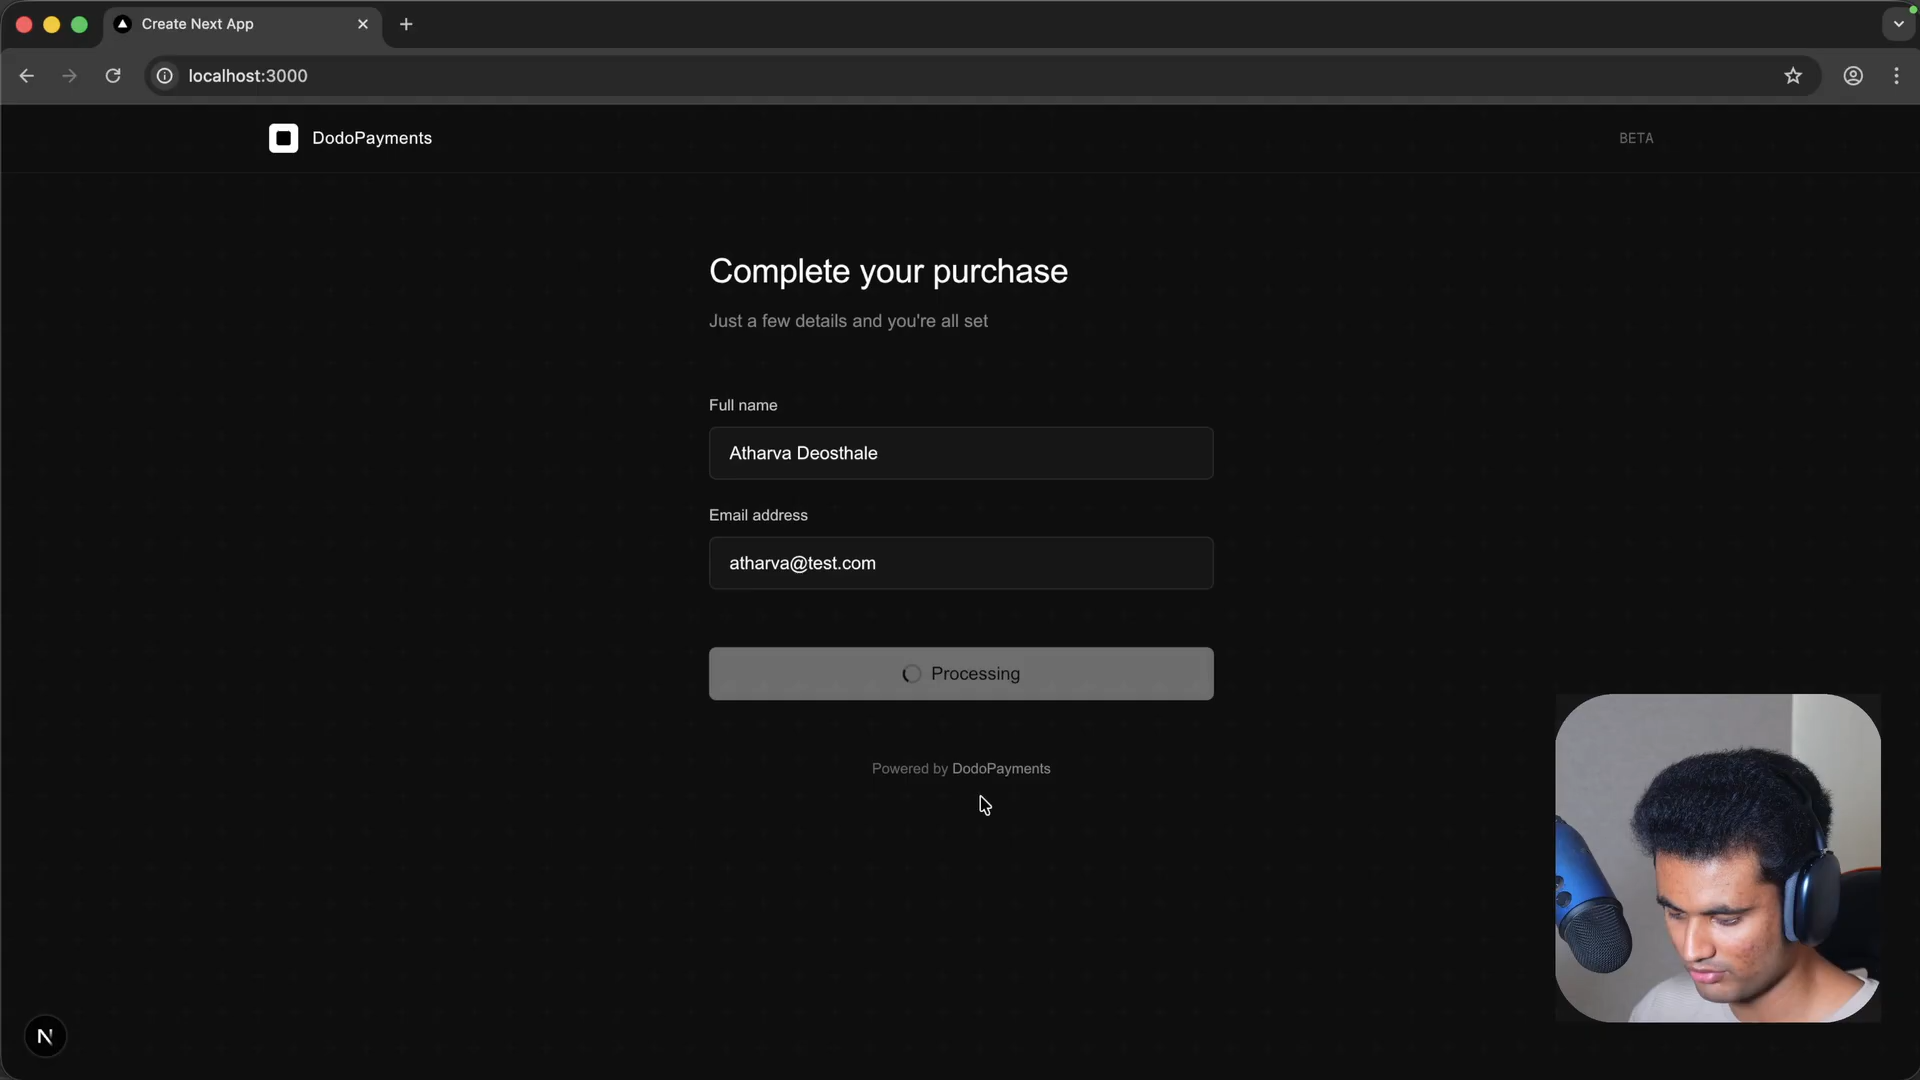 Create Next App
localhost:3000
DodoPayments
BETA
Complete your purchase
Just a few details and you're all set
Full name
Atharva Deosthale
Email address
atharva@test.com
Processing
Powered by DodoPayments
N